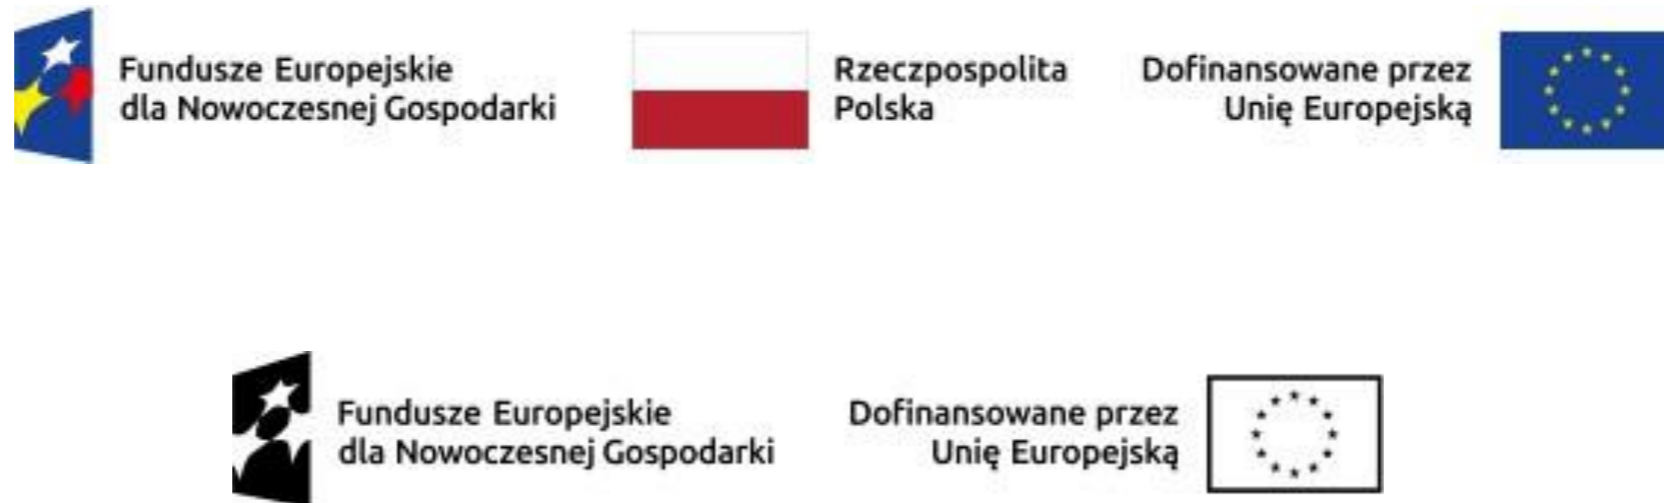 Fundusze Europejskie
dla Nowoczesnej Gospodarki
Rzeczpospolita
Polska
Dofinansowane przez
Unię Europejską
Fundusze Europejskie
dla Nowoczesnej Gospodarki
Dofinansowane przez
Unię Europejską